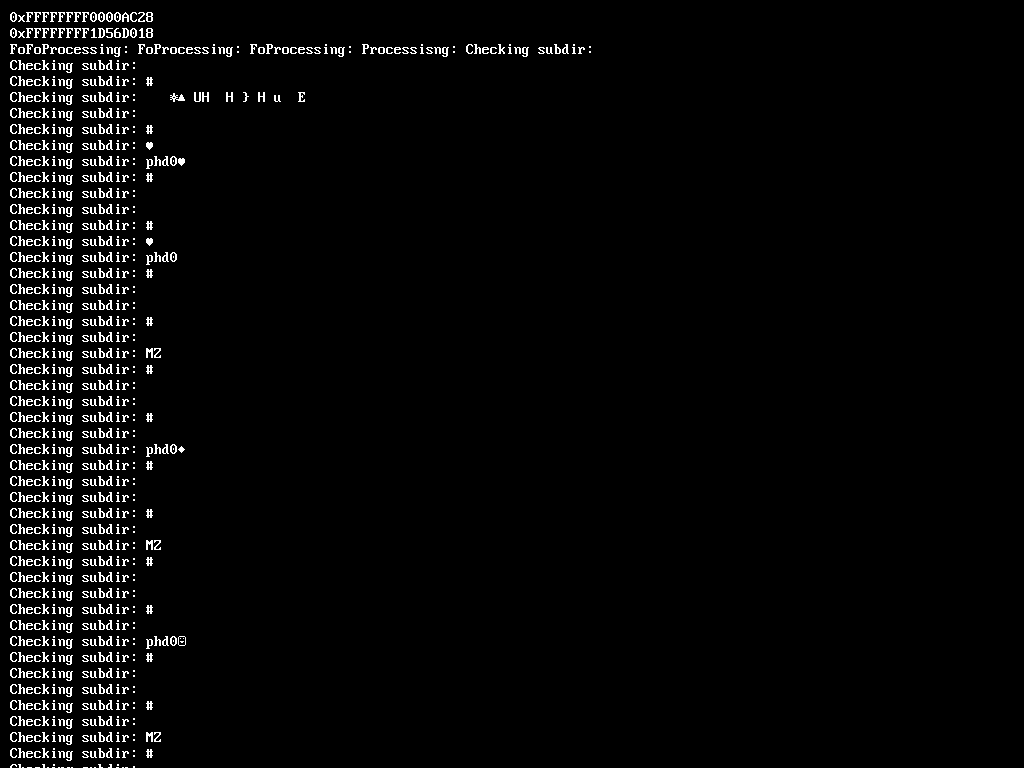 0xFFFFFFFF0000AC28
0xFFFFFFFF1D56D018
FoFoProcessing: FoProcessing: FoProcessing: Processisng: Checking subdir:
Checking subdir:
Checking subdir: #
Checking subdir:    *▲ UH  H } H u  E
Checking subdir:
Checking subdir: #
Checking subdir: ♥
Checking subdir: phd0♥
Checking subdir: #
Checking subdir:
Checking subdir:
Checking subdir: #
Checking subdir: ♥
Checking subdir: phd0
Checking subdir: #
Checking subdir:
Checking subdir:
Checking subdir: #
Checking subdir:
Checking subdir: MZ
Checking subdir: #
Checking subdir:
Checking subdir:
Checking subdir: #
Checking subdir:
Checking subdir: phd0♦
Checking subdir: #
Checking subdir:
Checking subdir:
Checking subdir: #
Checking subdir:
Checking subdir: MZ
Checking subdir: #
Checking subdir:
Checking subdir:
Checking subdir: #
Checking subdir:
Checking subdir: phd0☺
Checking subdir: #
Checking subdir:
Checking subdir:
Checking subdir: #
Checking subdir:
Checking subdir: MZ
Checking subdir: #
Checking subdir: